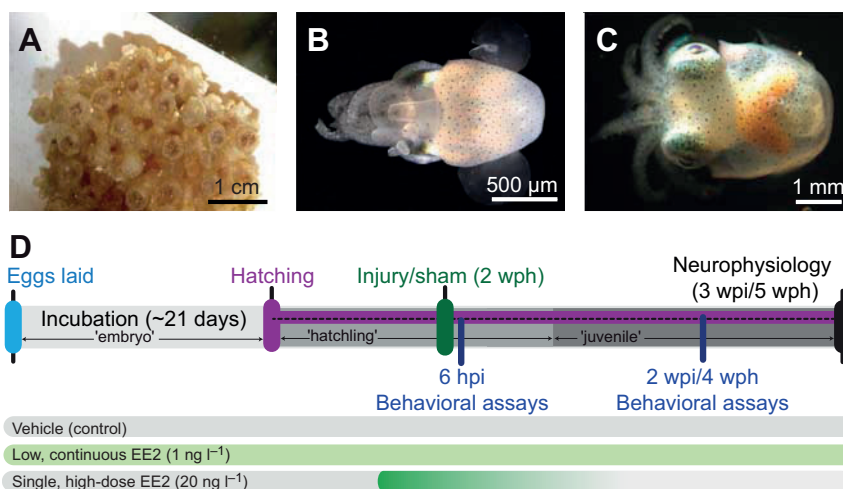 A
B
C
1 cm
500 µm
1 mm
D
Eggs laid
Hatching
Injury/sham (2 wph)
Neurophysiology
(3 wpi/5 wph)
Incubation (~21 days)
'embryo'
'hatchling'
'juvenile'
6 hpi
Behavioral assays
2 wpi/4 wph
Behavioral assays
Vehicle (control)
Low, continuous EE2 (1 ng l⁻¹)
Single, high-dose EE2 (20 ng l⁻¹)